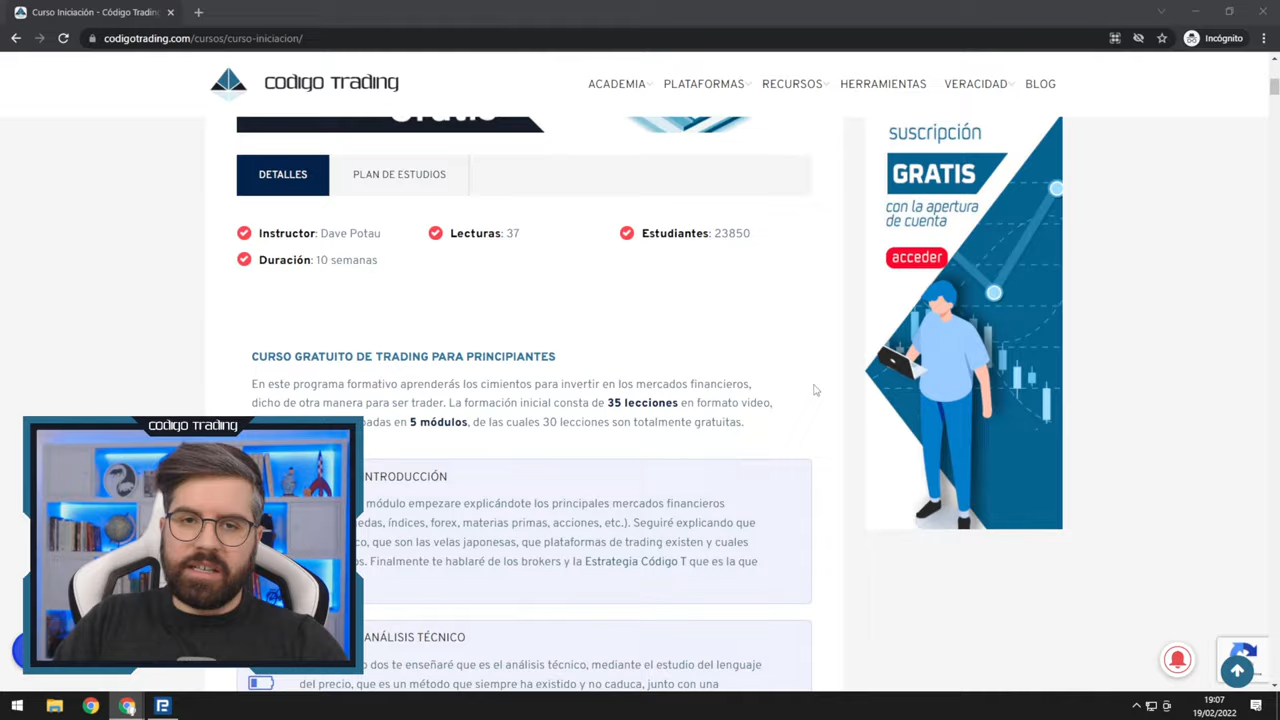 Curso Iniciación - Código Trading
codigotrading.com/cursos/curso-iniciacion/
Incógnito
codigo trading
ACADEMIA
PLATAFORMAS
RECURSOS
HERRAMIENTAS
VERACIDAD
BLOG
DETALLES
PLAN DE ESTUDIOS
Instructor: Dave Potau
Lecturas: 37
Estudiantes: 23850
Duración: 10 semanas
CURSO GRATUITO DE TRADING PARA PRINCIPIANTES
En este programa formativo aprenderás los cimientos para invertir en los mercados financieros,
dicho de otra manera para ser trader. La formación inicial consta de 35 lecciones en formato video,
en 5 módulos, de las cuales 30 lecciones son totalmente gratuitas.
INTRODUCCIÓN
módulo empezare explicándote los principales mercados financieros
índices, forex, materias primas, acciones, etc.). Seguiré explicando que
que son las velas japonesas, que plataformas de trading existen y cuales
Finalmente te hablaré de los brokers y la Estrategia Código T que es la que
ANÁLISIS TÉCNICO
dos te enseñaré que es el análisis técnico, mediante el estudio del lenguaje
del precio, que es un método que siempre ha existido y no caduca, junto con una
suscripción
GRATIS
con la apertura
de cuenta
acceder
codigo trading
19:07
19/02/2022